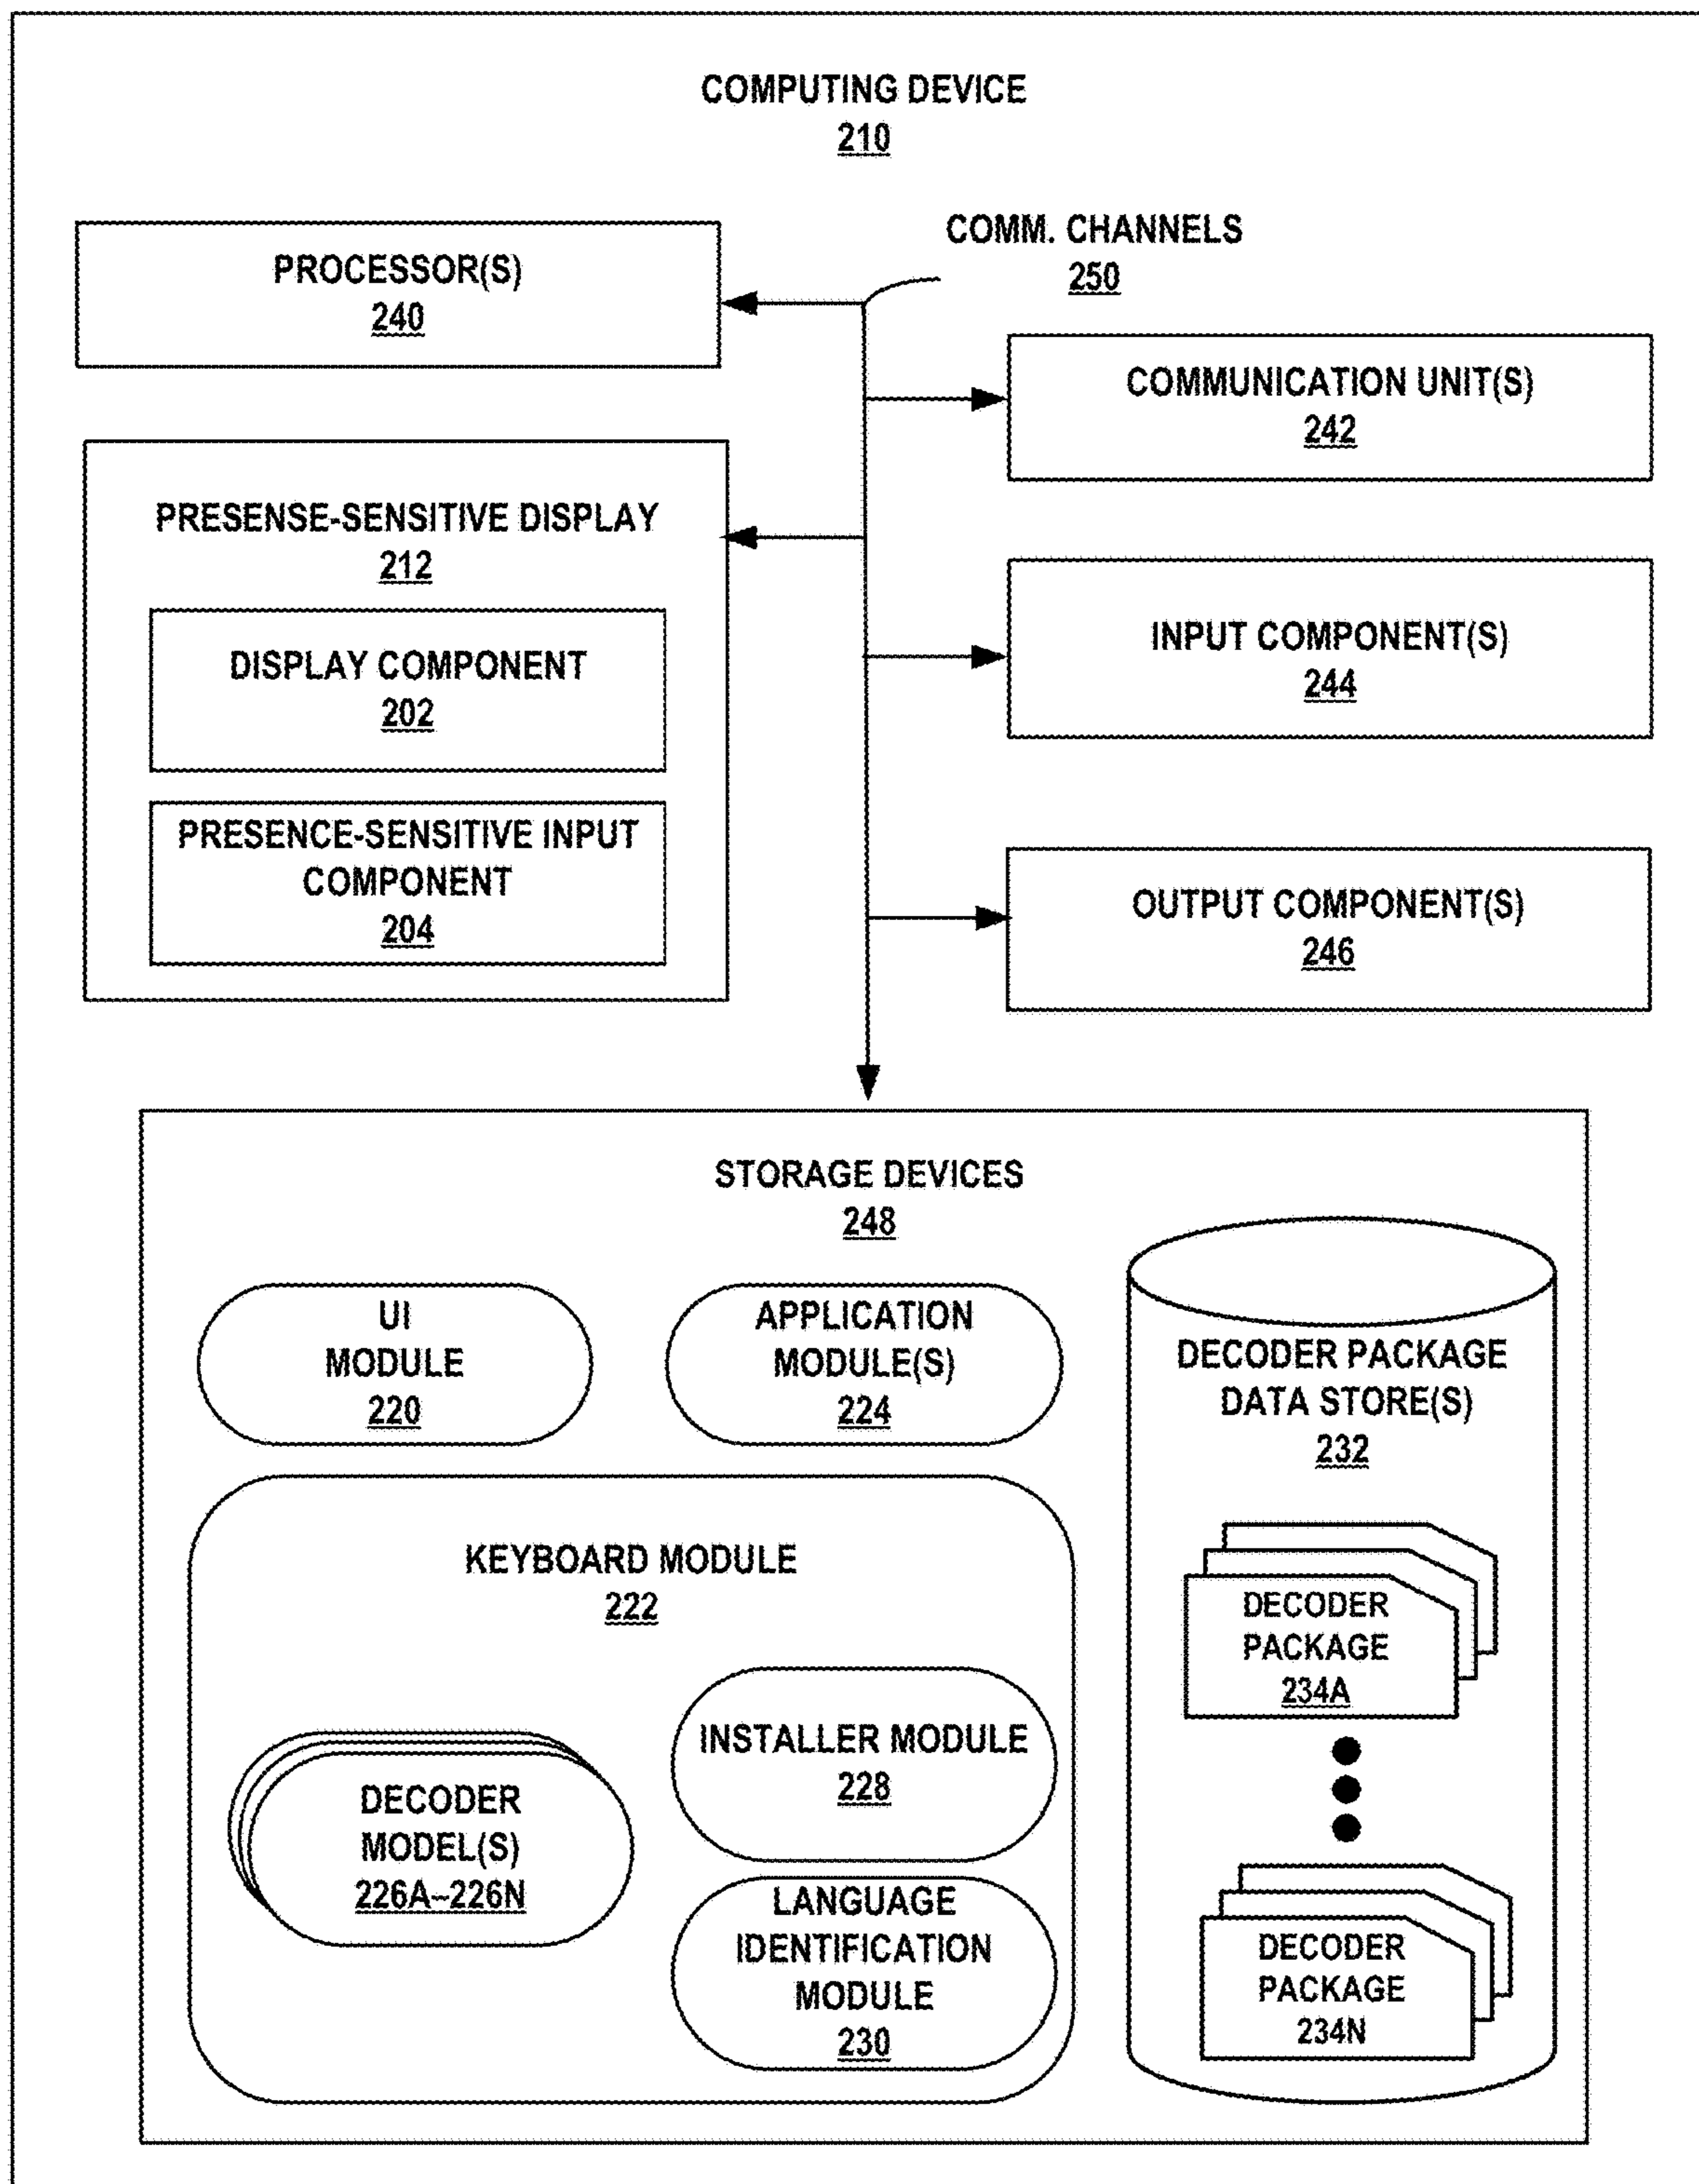 COMPUTING DEVICE
210
COMM. CHANNELS
250
PROCESSOR(S)
240
COMMUNICATION UNIT(S)
242
PRESENSE-SENSITIVE DISPLAY
212
DISPLAY COMPONENT
202
PRESENCE-SENSITIVE INPUT
COMPONENT
204
INPUT COMPONENT(S)
244
OUTPUT COMPONENT(S)
246
STORAGE DEVICES
248
UI
MODULE
220
APPLICATION
MODULE(S)
224
KEYBOARD MODULE
222
DECODER
MODEL(S)
226A–226N
INSTALLER MODULE
228
LANGUAGE
IDENTIFICATION
MODULE
230
DECODER PACKAGE
DATA STORE(S)
232
DECODER
PACKAGE
234A
DECODER
PACKAGE
234N